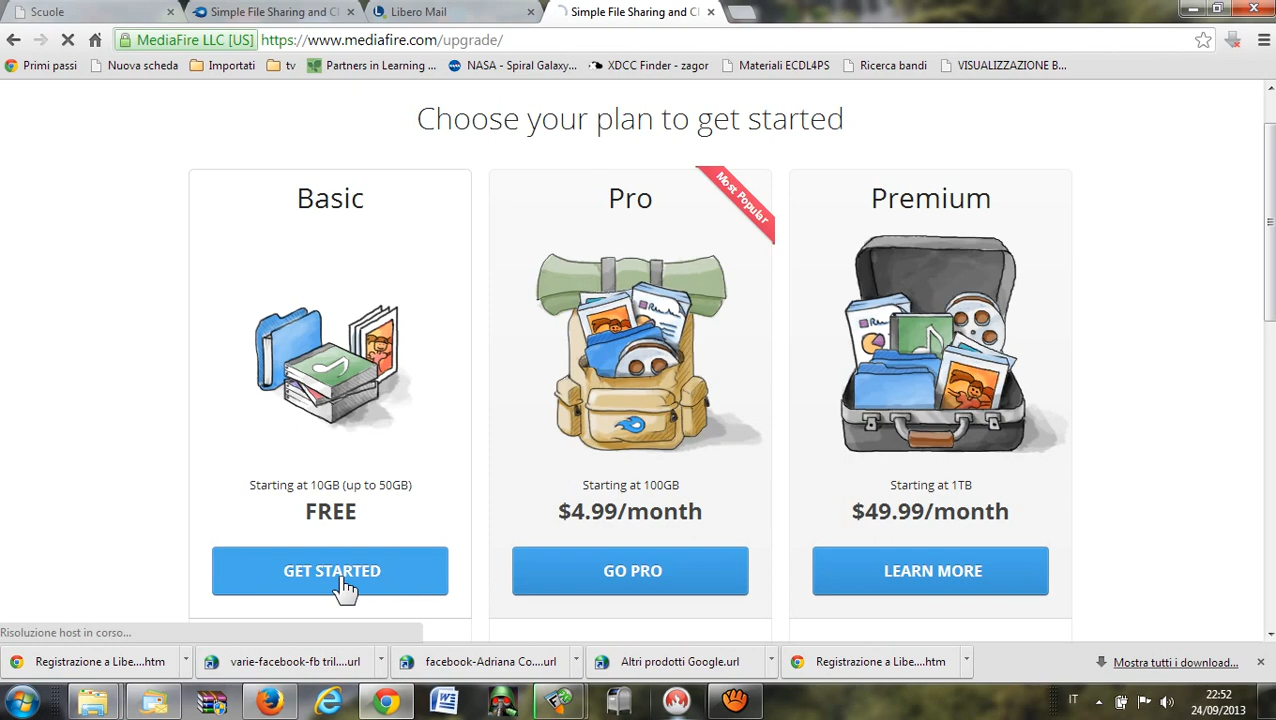 Scuole
Simple File Sharing and Cl
Libero Mail
Simple File Sharing and Cl
MediaFire LLC [US]
https://www.mediafire.com/upgrade/
Primi passi
Nuova scheda
Importati
tv
Partners in Learning ...
NASA - Spiral Galaxy...
XDCC Finder - zagor
Materiali ECDL4PS
Ricerca bandi
VISUALIZZAZIONE B...
Choose your plan to get started
Basic
Starting at 10GB (up to 50GB)
FREE
GET STARTED
Most Popular
Pro
Starting at 100GB
$4.99/month
GO PRO
Premium
Starting at 1TB
$49.99/month
LEARN MORE
Risoluzione host in corso...
Registrazione a Libe....htm
varie-facebook-fb tril....url
facebook-Adriana Co....url
Altri prodotti Google.url
Registrazione a Libe....htm
Mostra tutti i download...
IT
22:52
24/09/2013